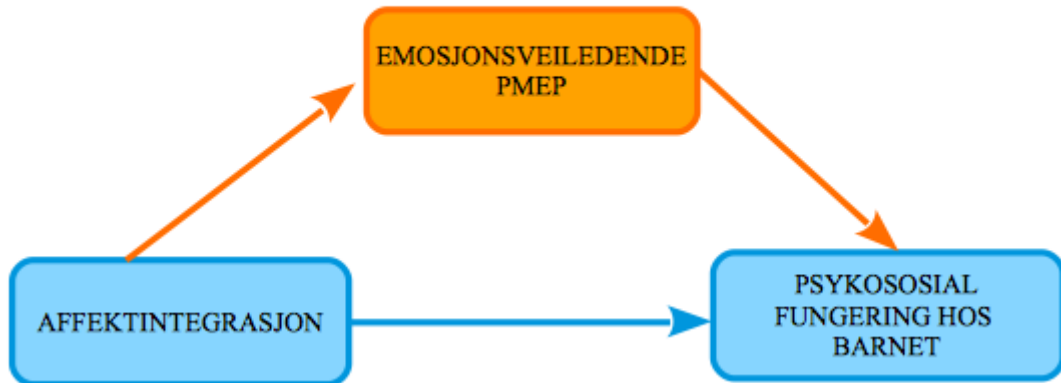 EMOSJONSVEILEDENDE
PMEP
AFFEKTINTEGRASJON
PSYKOSOSIAL
FUNGERING HOS
BARNET